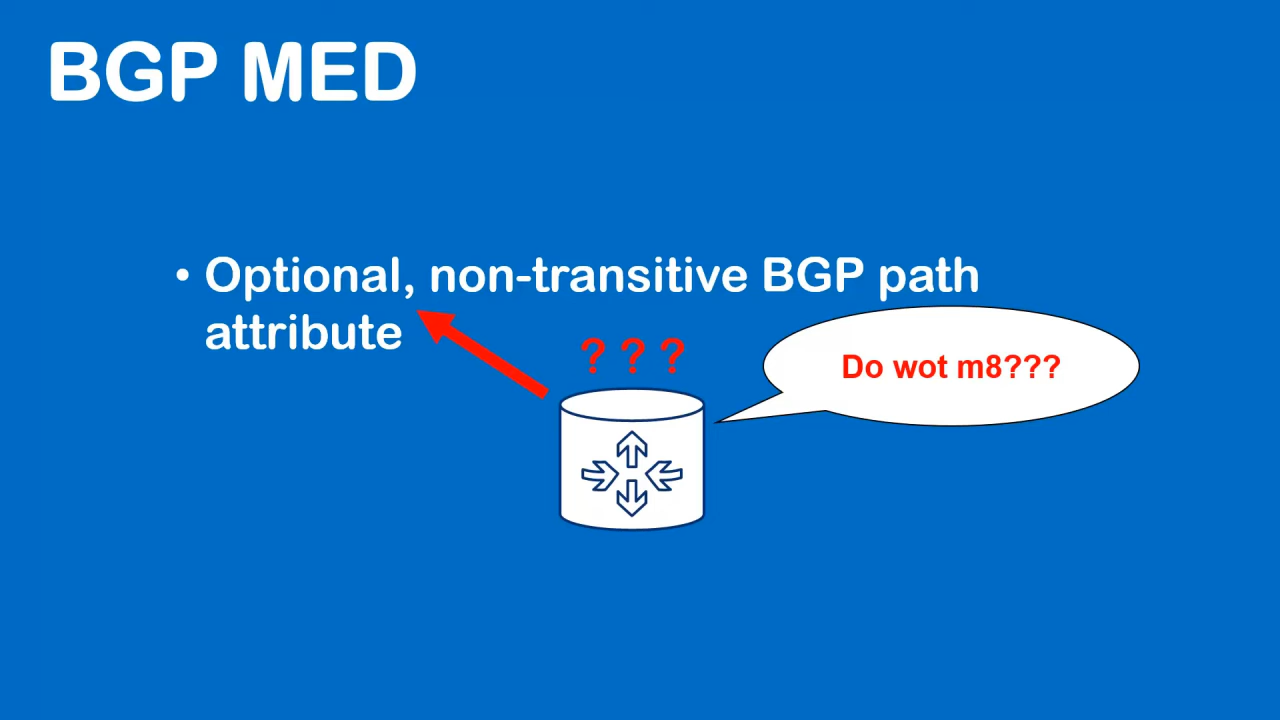 BGP MED
• Optional, non-transitive BGP path
attribute
? ? ?
Do wot m8???